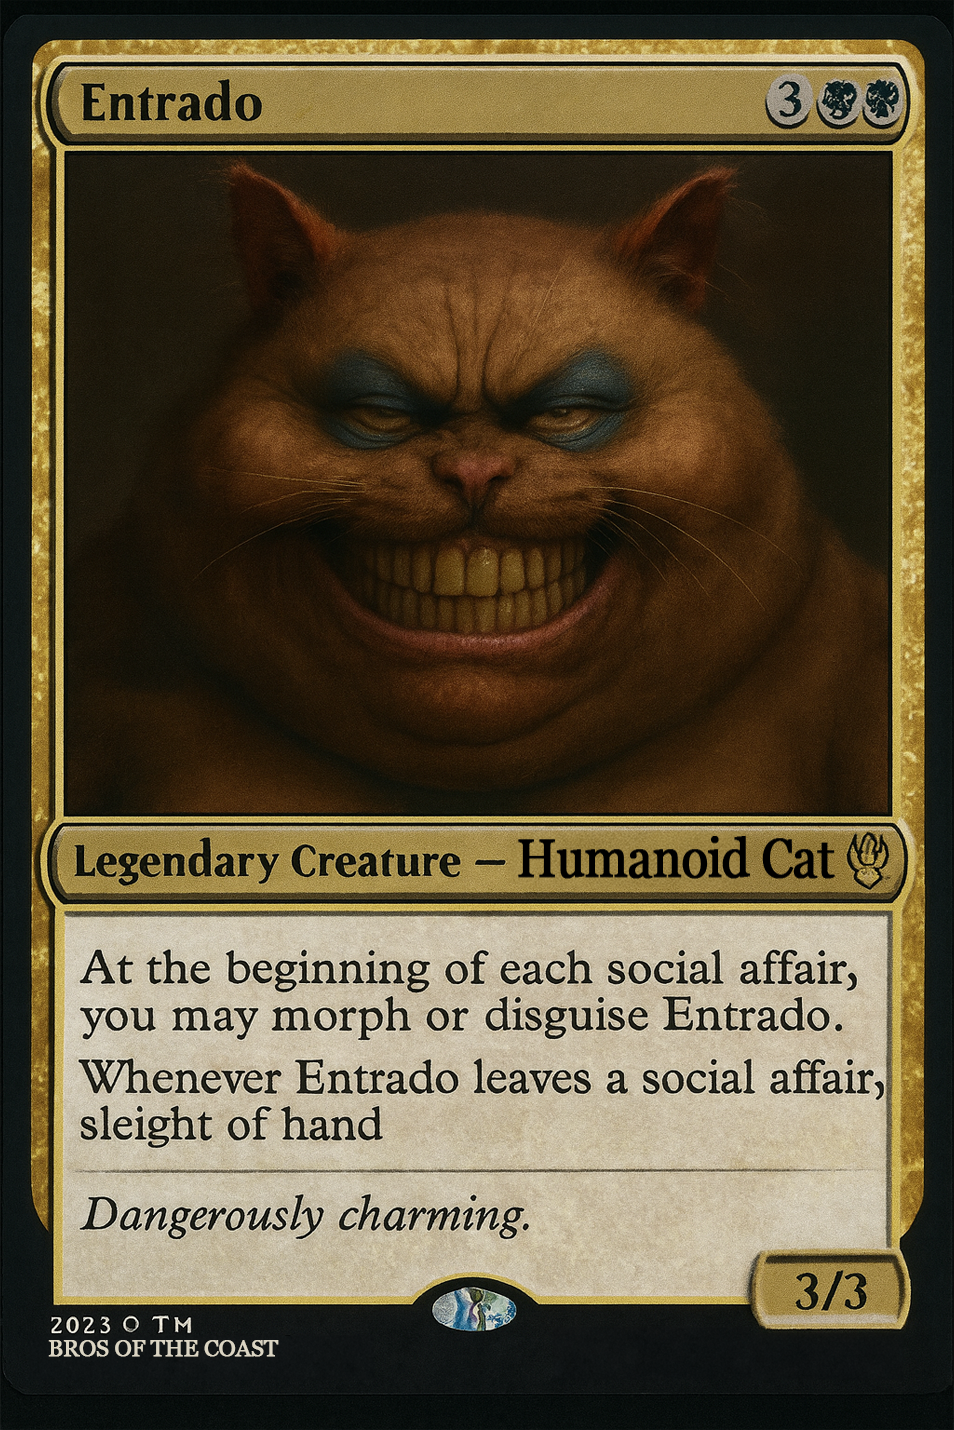 Entrado
3
Legendary Creature – Humanoid Cat
At the beginning of each social affair,
you may morph or disguise Entrado.
Whenever Entrado leaves a social affair,
sleight of hand
Dangerously charming.
3/3
2023 O TM
BROS OF THE COAST